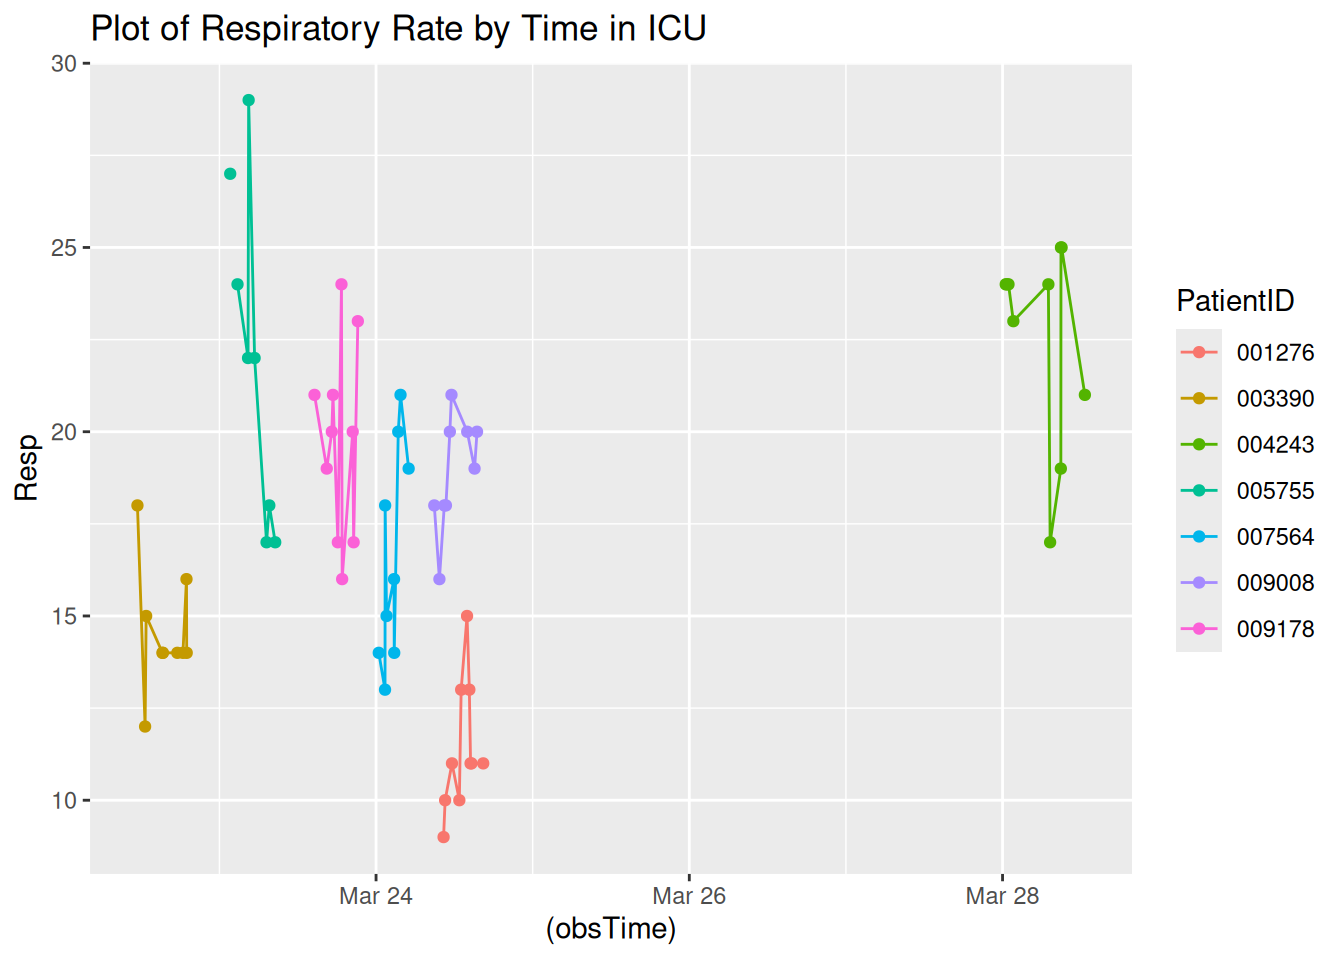 Plot of Respiratory Rate by Time in ICU
30
25
20
15
10
Resp
Mar 24
Mar 26
Mar 28
(obsTime)
PatientID
001276
003390
004243
005755
007564
009008
009178